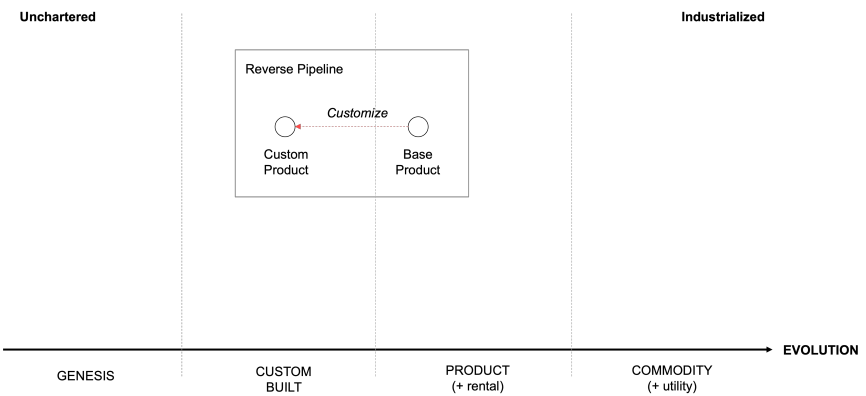 Unchartered
Industrialized
Reverse Pipeline
Customize
Custom
Product
Base
Product
EVOLUTION
GENESIS
CUSTOM
BUILT
PRODUCT
(+ rental)
COMMODITY
(+ utility)